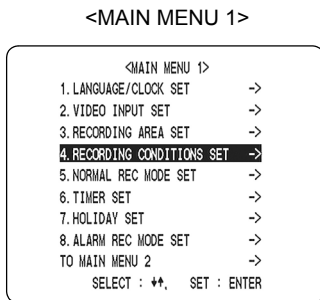 <MAIN MENU 1>
<MAIN MENU 1>
1. LANGUAGE/CLOCK SET ->
2. VIDEO INPUT SET ->
3. RECORDING AREA SET ->
4. RECORDING CONDITIONS SET ->
5. NORMAL REC MODE SET ->
6. TIMER SET ->
7. HOLIDAY SET ->
8. ALARM REC MODE SET ->
TO MAIN MENU 2 ->
SELECT : ↓↑, SET : ENTER